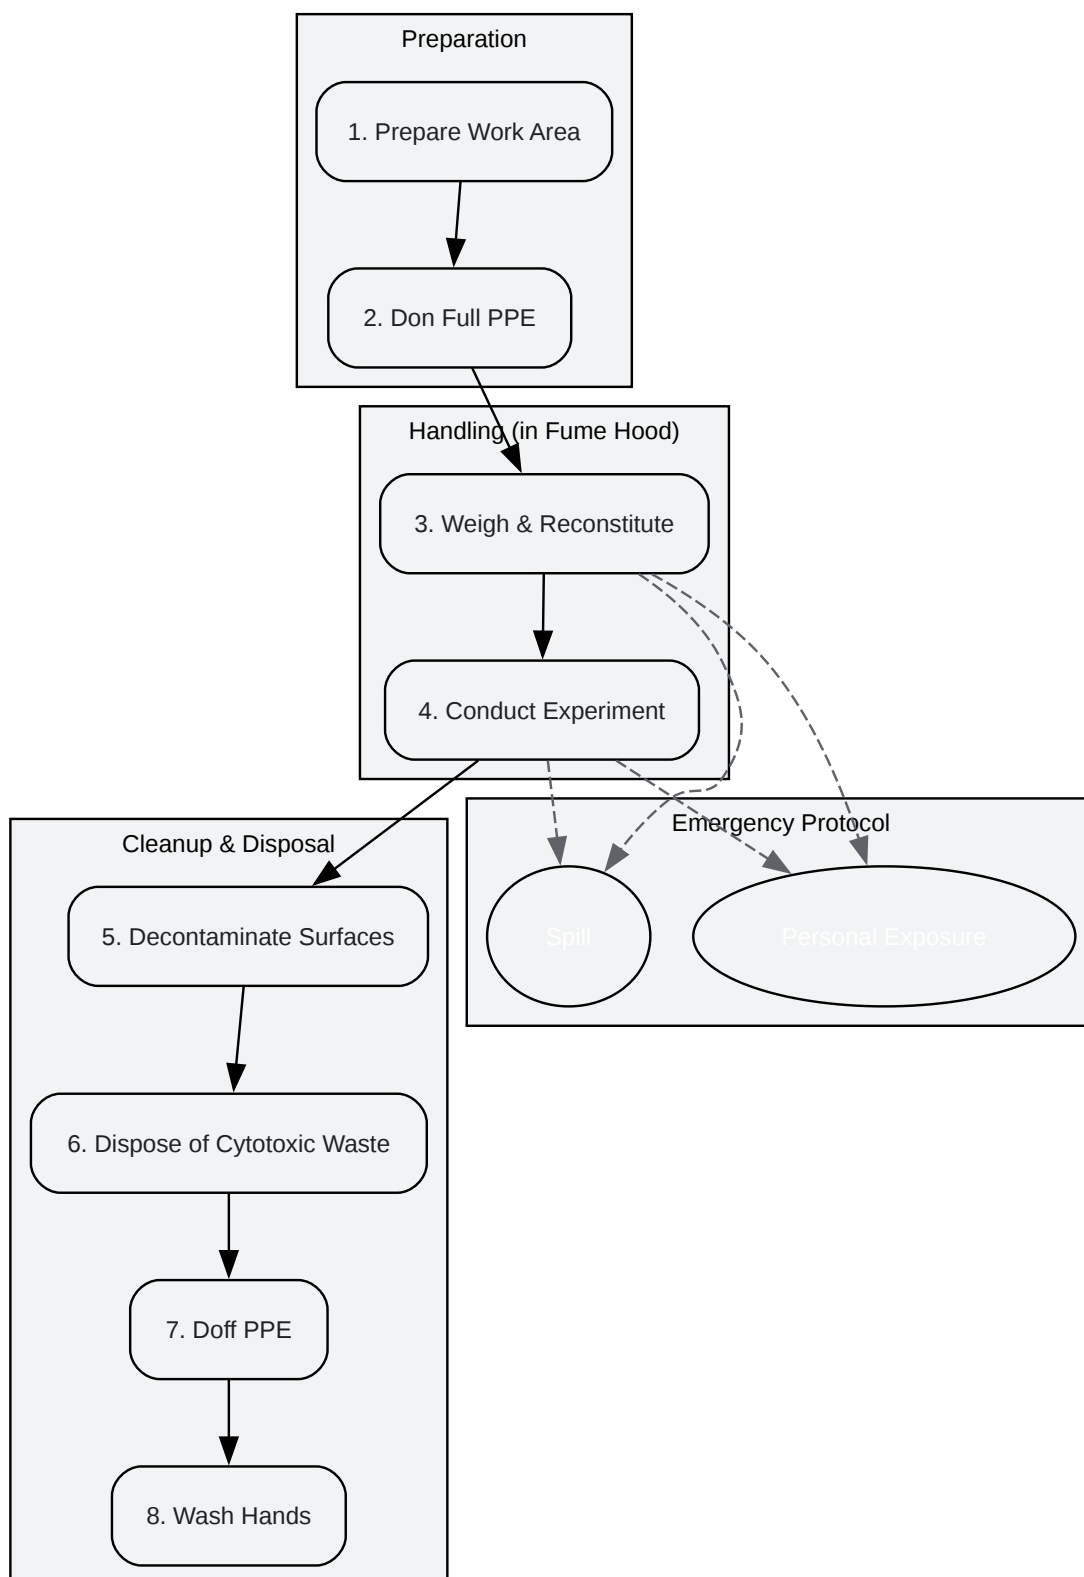 Preparation
1. Prepare Work Area
2. Don Full PPE
Handling (in Fume Hood)
3. Weigh & Reconstitute
4. Conduct Experiment
Emergency Protocol
Spill
Personal Exposure
Cleanup & Disposal
5. Decontaminate Surfaces
6. Dispose of Cytotoxic Waste
7. Doff PPE
8. Wash Hands